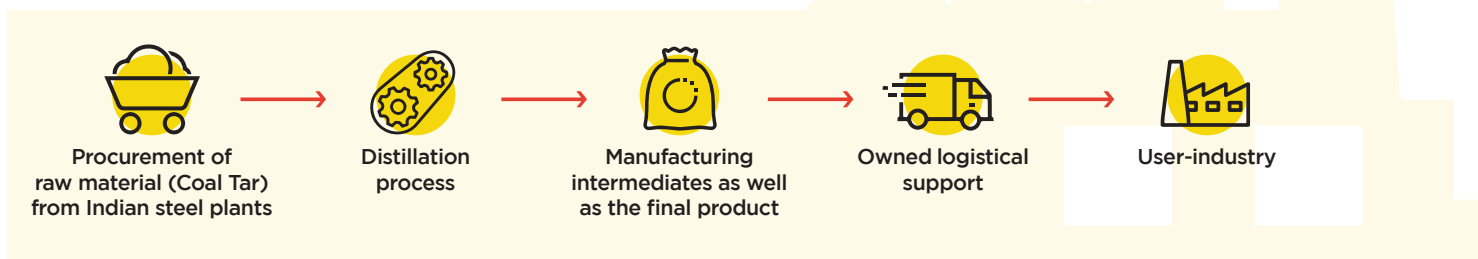 Procurement of
raw material (Coal Tar)
from Indian steel plants
Distillation
process
Manufacturing
intermediates as well
as the final product
Owned logistical
support
User-industry